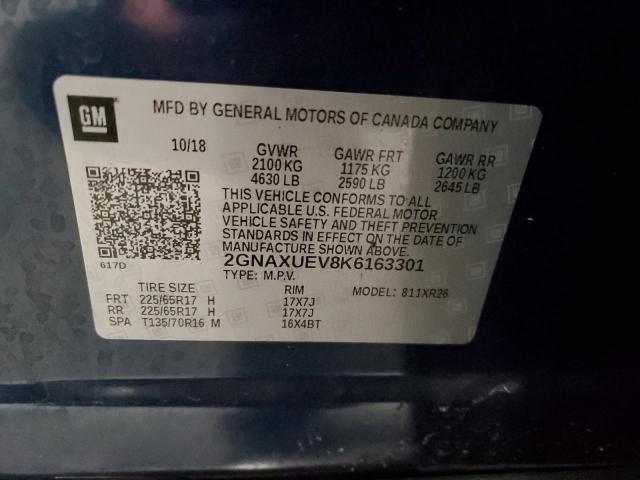 GM
MFD BY GENERAL MOTORS OF CANADA COMPANY
10/18 GVWR GAWR FRT GAWR RR
2100 KG 1175 KG 1200 KG
4630 LB 2590 LB 2645 LB
THIS VEHICLE CONFORMS TO ALL
APPLICABLE U.S. FEDERAL MOTOR
VEHICLE SAFETY AND THEFT PREVENTION
STANDARDS IN EFFECT ON THE DATE OF
MANUFACTURE SHOWN ABOVE.
617D
2GNAXUEV8K6163301
TYPE: M.P.V. MODEL: 811XR26
TIRE SIZE RIM
FRT 225/65R17 H 17X7J
RR 225/65R17 H 17X7J
SPA T135/70R16 M 16X4BT